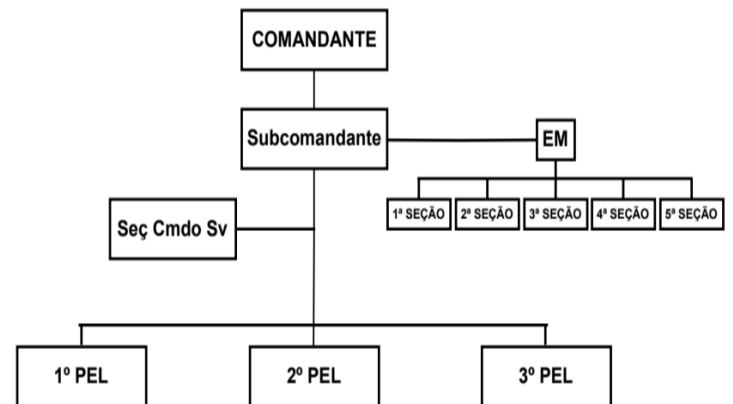 COMANDANTE
Subcomandante
EM
1ª SEÇÃO
2ª SEÇÃO
3ª SEÇÃO
4ª SEÇÃO
5ª SEÇÃO
Seç Cmdo Sv
1º PEL
2º PEL
3º PEL